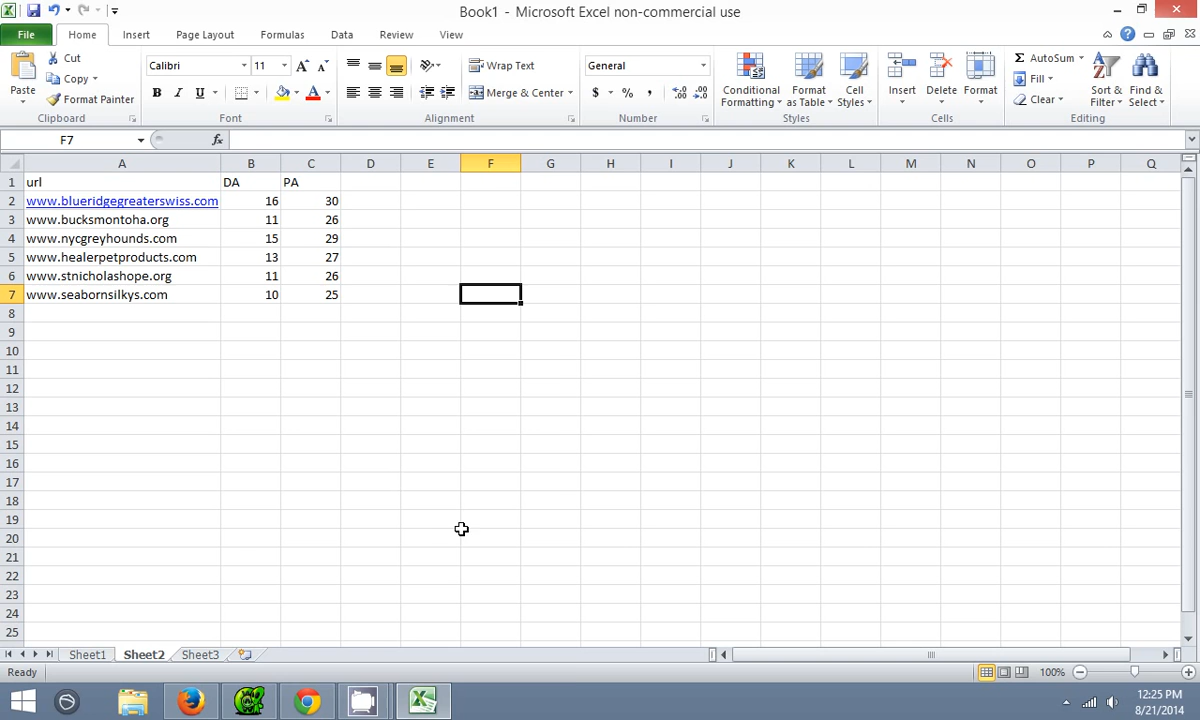 Book1 - Microsoft Excel non-commercial use
File Home Insert Page Layout Formulas Data Review View
Paste
Cut
Copy
Format Painter
Clipboard
Calibri 11
B I U
Font
Wrap Text
Merge & Center
Alignment
General
$ % ,
Number
Conditional Formatting
Format as Table
Cell Styles
Styles
Insert Delete Format
Cells
Σ AutoSum
Fill
Clear
Sort & Filter
Find & Select
Editing
F7 fx
A B C D E F G H I J K L M N O P Q
1 url DA PA
2 www.blueridgegreaterswiss.com 16 30
3 www.bucksmontoha.org 11 26
4 www.nycgreyhounds.com 15 29
5 www.healerpetproducts.com 13 27
6 www.stnicholashope.org 11 26
7 www.seabornsilkys.com 10 25
8
9
10
11
12
13
14
15
16
17
18
19
20
21
22
23
24
25
Sheet1 Sheet2 Sheet3
Ready 100%
12:25 PM
8/21/2014